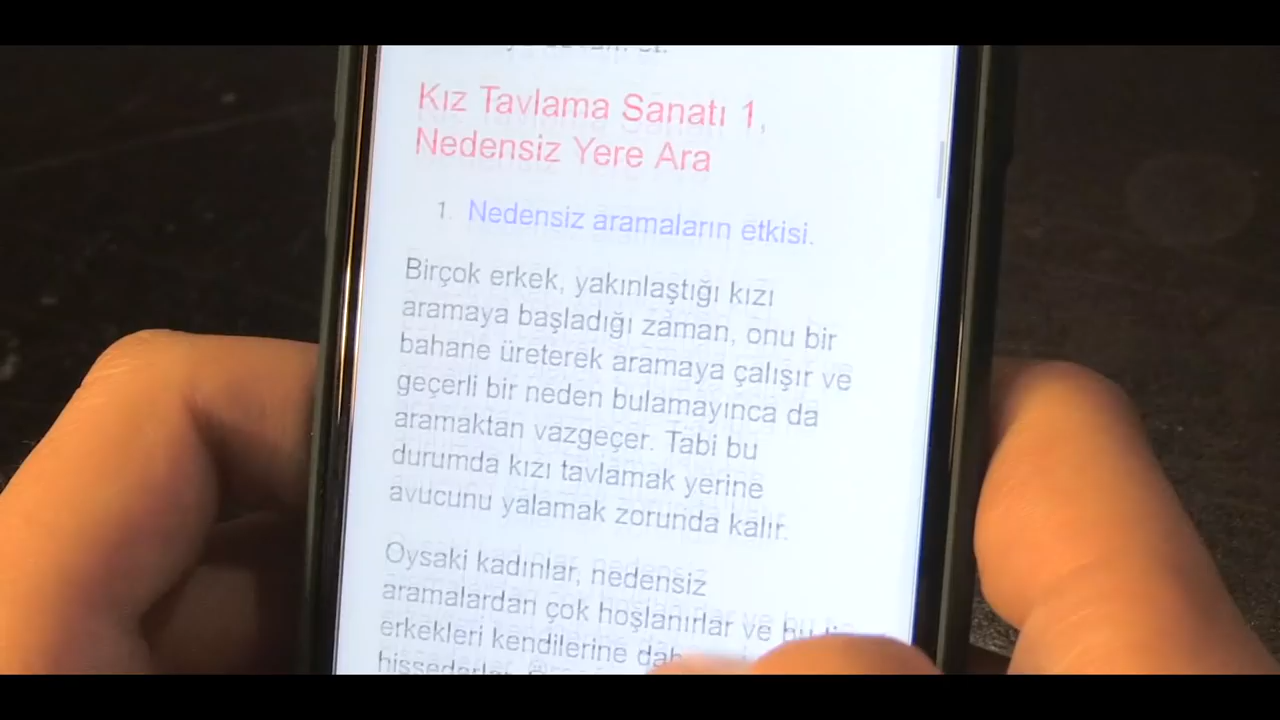 Kız Tavlama Sanatı 1,
Nedensiz Yere Ara
1. Nedensiz aramaların etkisi.
Birçok erkek, yakınlaştığı kızı
aramaya başladığı zaman, onu bir
bahane üreterek aramaya çalışır ve
geçerli bir neden bulamayınca da
aramaktan vazgeçer. Tabi bu
durumda kızı tavlamak yerine
avucunu yalamak zorunda kalır.
Oysaki kadınlar, nedensiz
aramalardan çok hoşlanırlar ve
erkekleri kendilerine